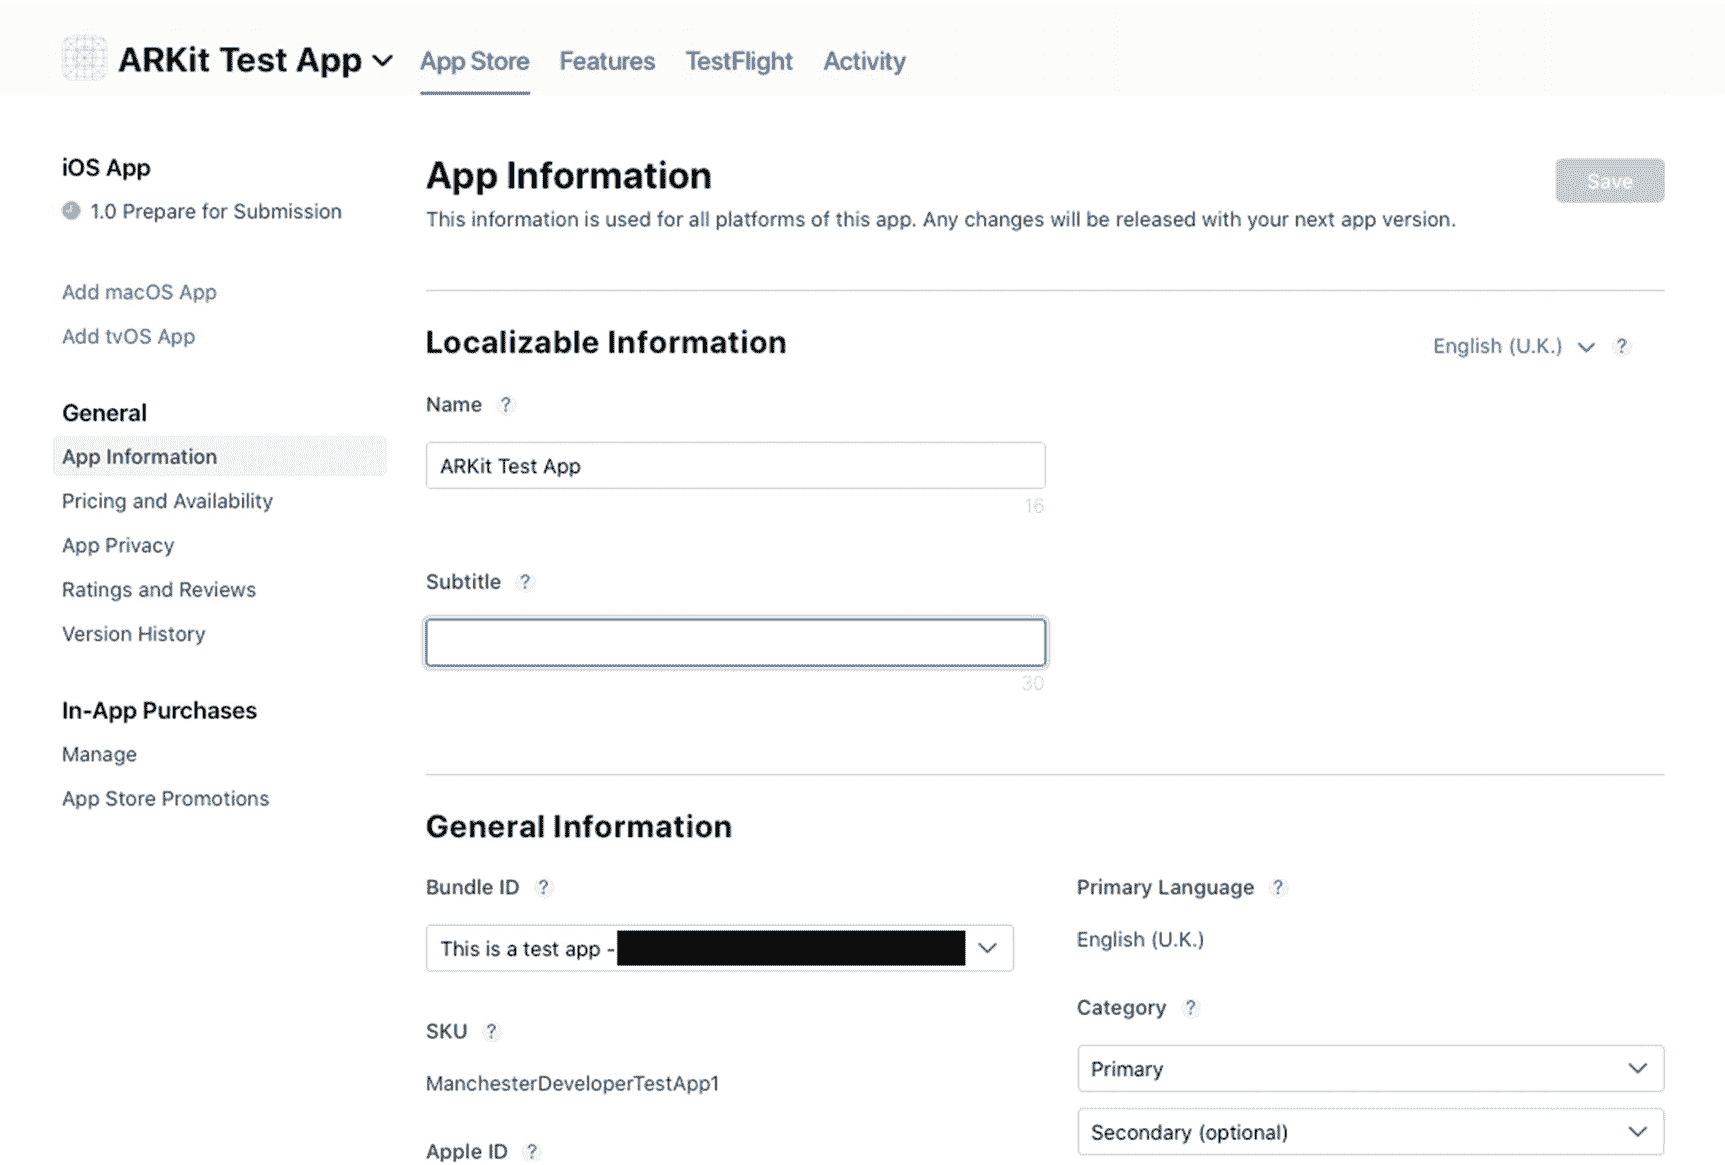 ARKit Test App App Store Features TestFlight Activity
iOS App
1.0 Prepare for Submission
Add macOS App
Add tvOS App
General
App Information
Pricing and Availability
App Privacy
Ratings and Reviews
Version History
In-App Purchases
Manage
App Store Promotions
App Information
Save
This information is used for all platforms of this app. Any changes will be released with your next app version.
Localizable Information
English (U.K.) ?
Name ?
ARKit Test App
16
Subtitle ?
30
General Information
Bundle ID ?
This is a test app -
SKU ?
ManchesterDeveloperTestApp1
Apple ID ?
Primary Language ?
English (U.K.)
Category ?
Primary
Secondary (optional)